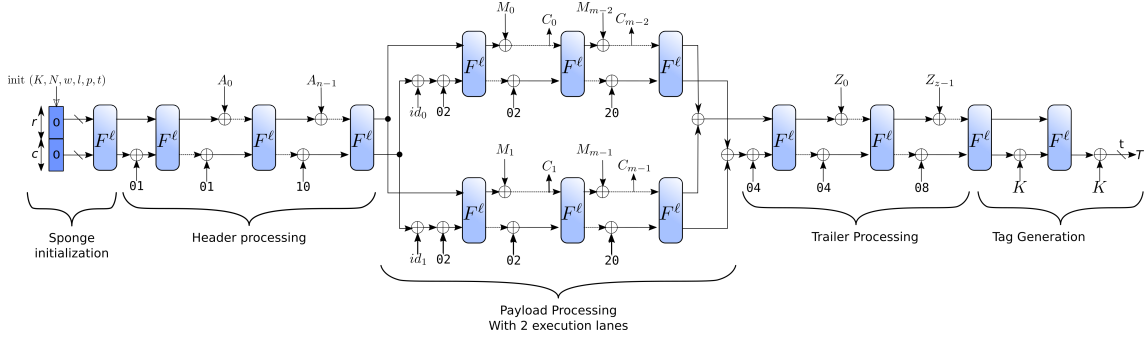 M_0 C_0 M_{m-2} C_{m-2}
F^ℓ F^ℓ F^ℓ
id_0 02 02 20
init (K, N, w, l, p, t)
r 0
c 0
F^ℓ F^ℓ F^ℓ F^ℓ
A_0 A_{n-1}
01 01 10
M_1 C_1 M_{m-1} C_{m-1}
F^ℓ F^ℓ F^ℓ
id_1 02 02 20
Z_0 Z_{z-1}
F^ℓ F^ℓ F^ℓ F^ℓ
t
T
04 04 08 K K
Sponge
initialization
Header processing
Payload Processing
With 2 execution lanes
Trailer Processing
Tag Generation